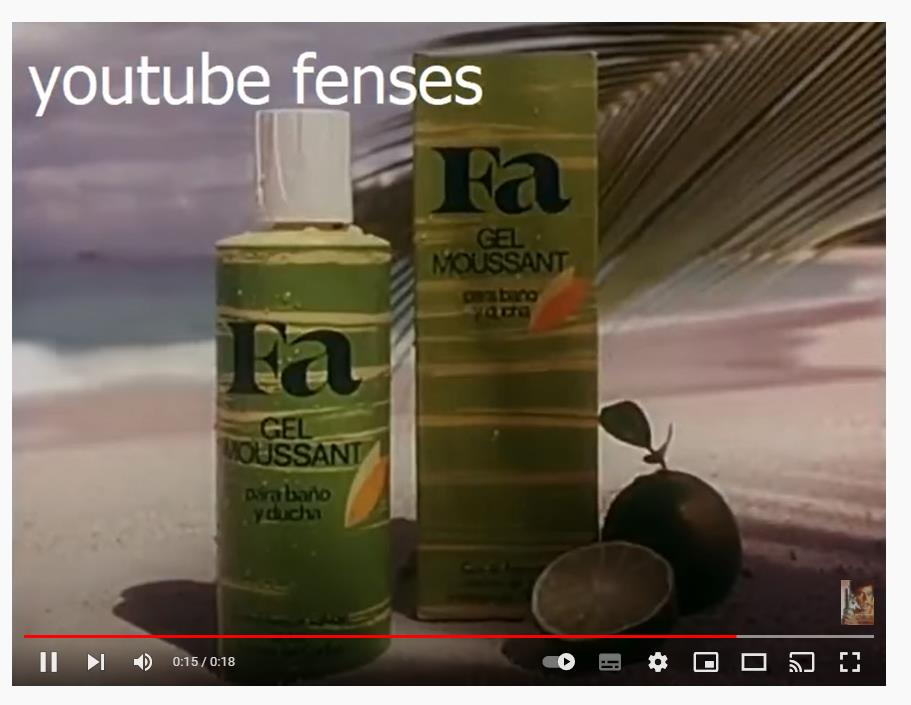 youtube fenses
Fa
GEL
MOUSSANT
para baño
y ducha
Fa
GEL
MOUSSANT
para baño
y ducha
0:15 / 0:18